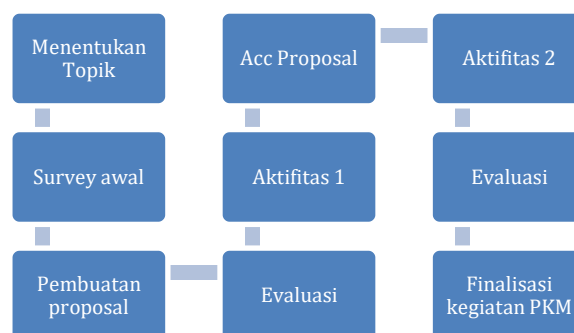 Menentukan
Topik
Survey awal
Pembuatan
proposal
Evaluasi
Aktifitas 1
Acc Proposal
Aktifitas 2
Evaluasi
Finalisasi
kegiatan PKM